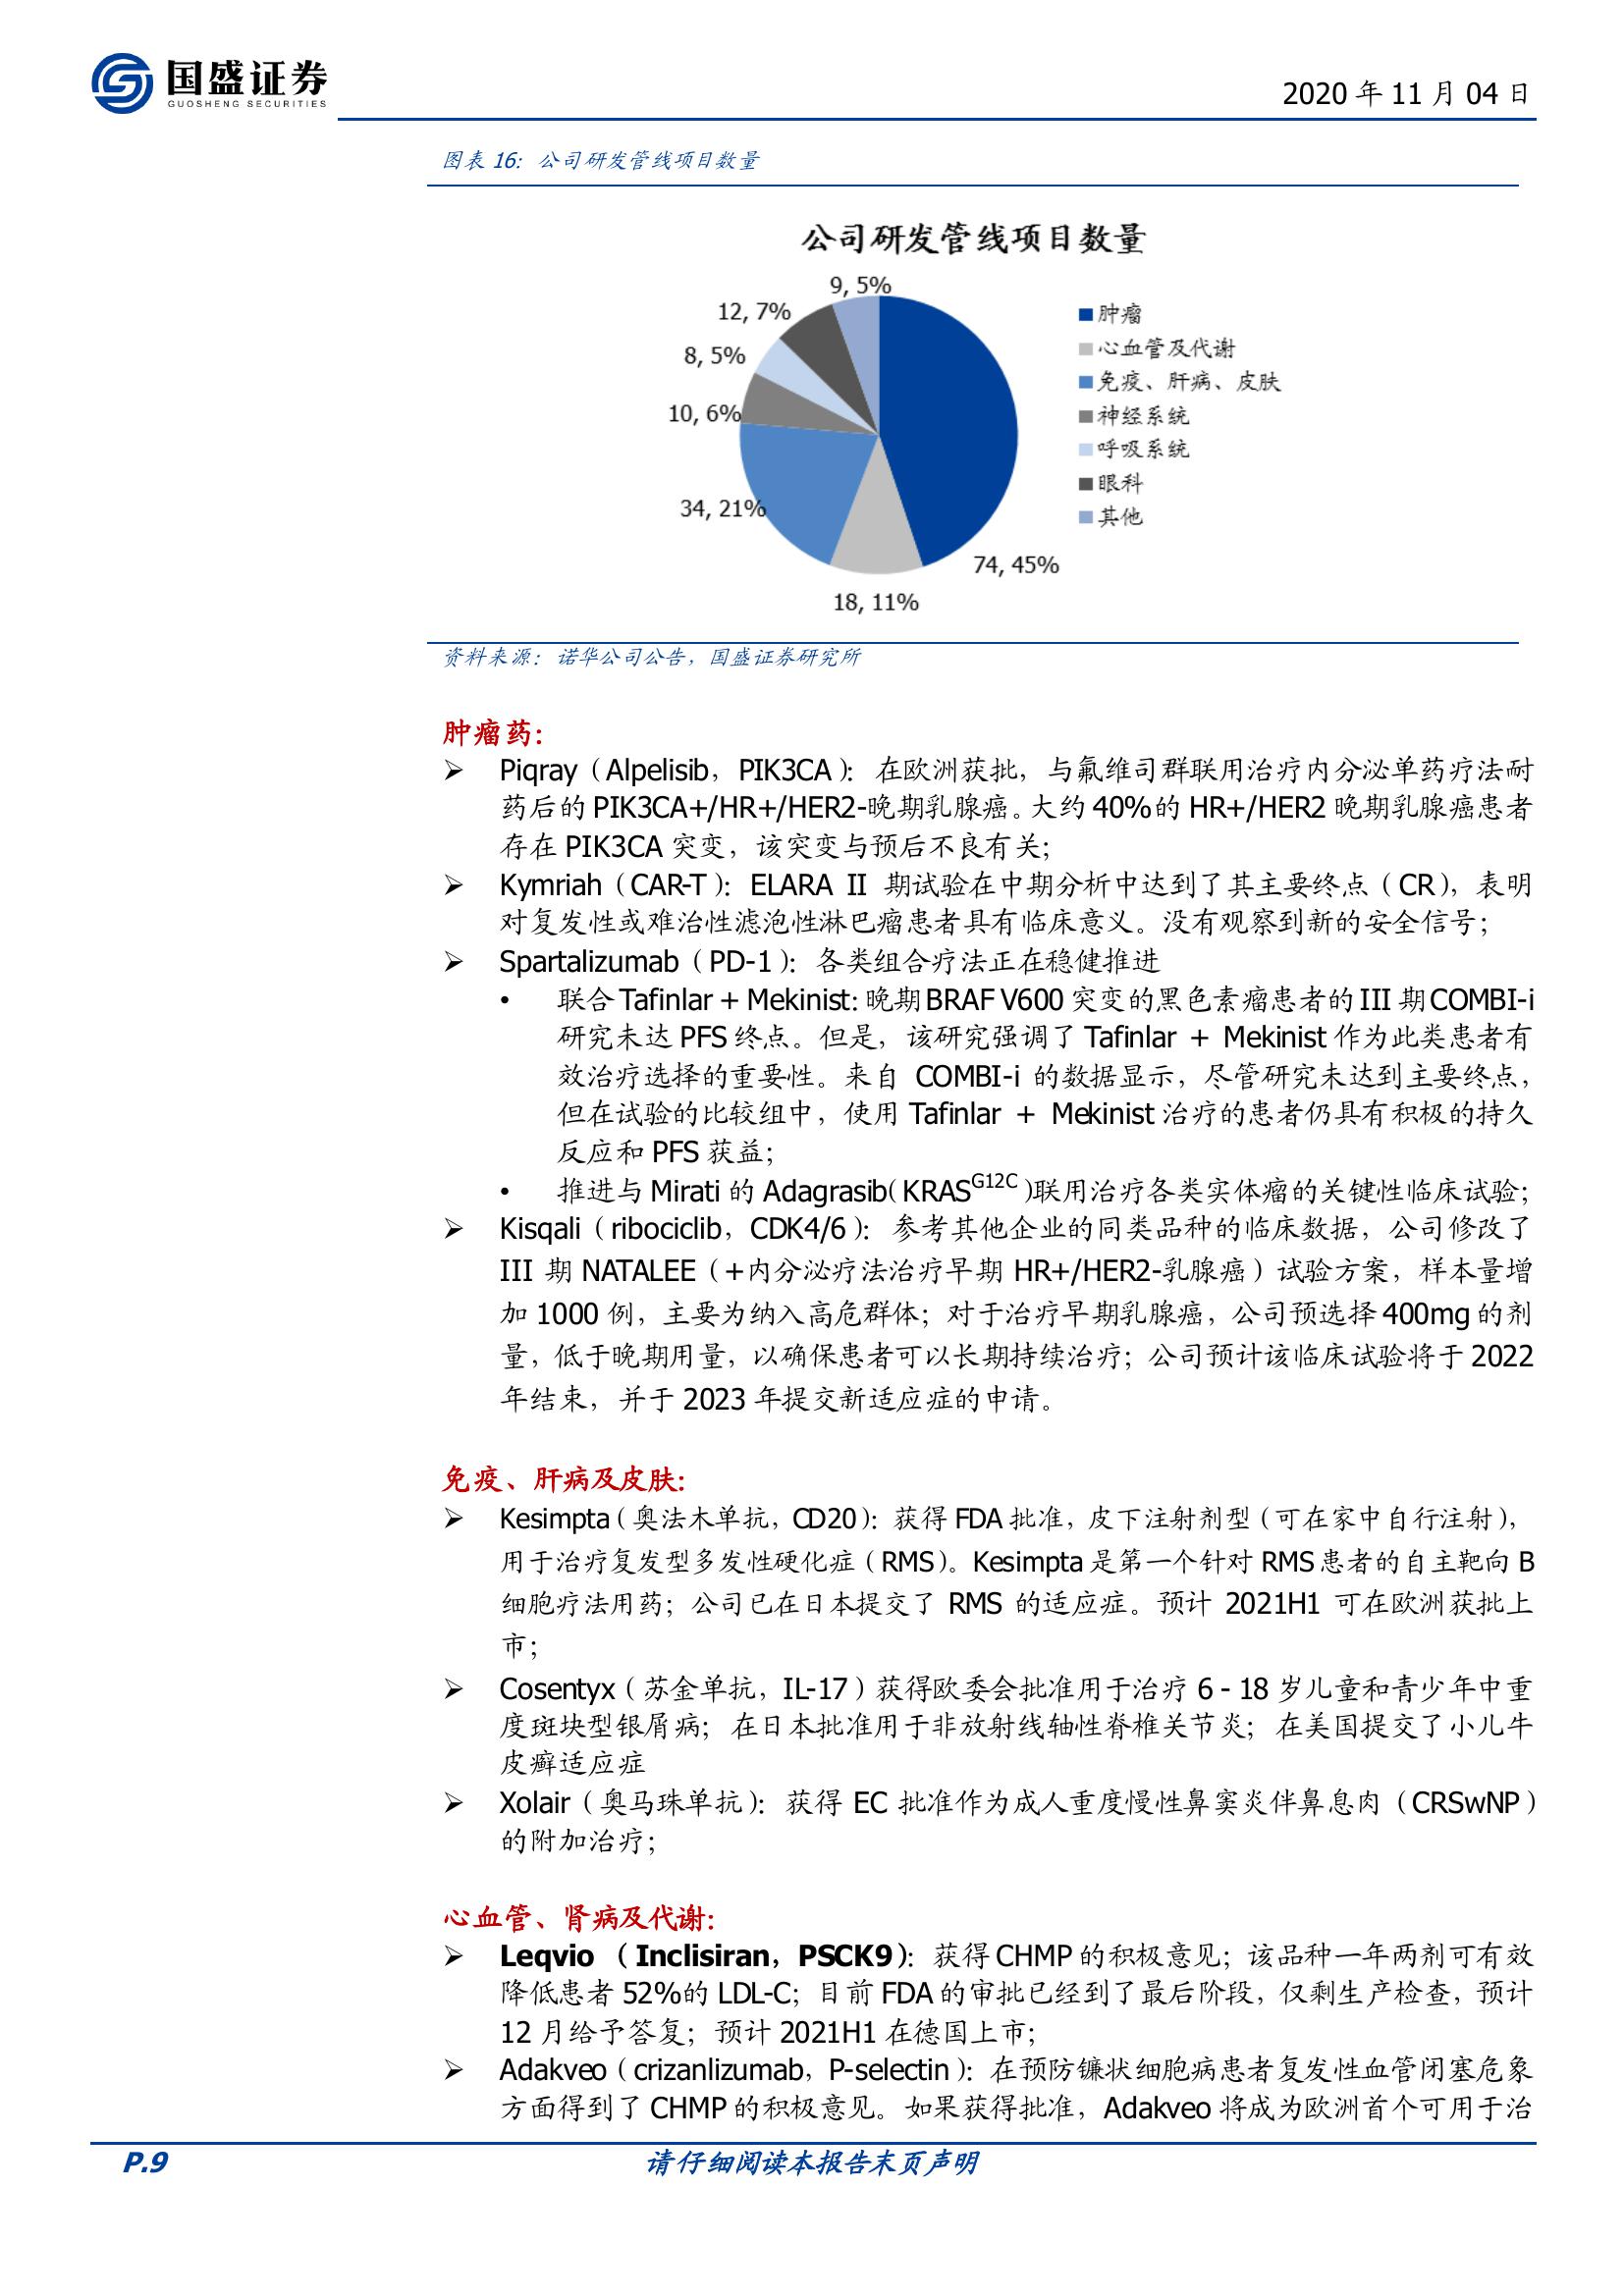 国盛证券
GUOSHENG SECURITIES
2020 年 11 月 04 日
图表 16：公司研发管线项目数量
公司研发管线项目数量
9, 5%
12, 7%
8, 5%
10, 6%
34, 21%
18, 11%
74, 45%
肿瘤
心血管及代谢
免疫、肝病、皮肤
神经系统
呼吸系统
眼科
其他
资料来源：诺华公司公告，国盛证券研究所
肿瘤药：
➢ Piqray（Alpelisib，PIK3CA）：在欧洲获批，与氟维司群联用治疗内分泌单药疗法耐
药后的 PIK3CA+/HR+/HER2-晚期乳腺癌。大约 40%的 HR+/HER2 晚期乳腺癌患者
存在 PIK3CA 突变，该突变与预后不良有关；
➢ Kymriah（CAR-T）：ELARA II 期试验在中期分析中达到了其主要终点（CR），表明
对复发性或难治性滤泡性淋巴瘤患者具有临床意义。没有观察到新的安全信号；
➢ Spartalizumab（PD-1）：各类组合疗法正在稳健推进
• 联合 Tafinlar + Mekinist: 晚期 BRAF V600 突变的黑色素瘤患者的 III 期 COMBI-i
研究未达 PFS 终点。但是，该研究强调了 Tafinlar + Mekinist 作为此类患者有
效治疗选择的重要性。来自 COMBI-i 的数据显示，尽管研究未达到主要终点，
但在试验的比较组中，使用 Tafinlar + Mekinist 治疗的患者仍具有积极的持久
反应和 PFS 获益；
• 推进与 Mirati 的 Adagrasib（KRASG12C）联用治疗各类实体瘤的关键性临床试验；
➢ Kisqali（ribociclib，CDK4/6）：参考其他企业的同类品种的临床数据，公司修改了
III 期 NATALEE（+内分泌疗法治疗早期 HR+/HER2-乳腺癌）试验方案，样本量增
加 1000 例，主要为纳入高危群体；对于治疗早期乳腺癌，公司预选择 400mg 的剂
量，低于晚期用量，以确保患者可以长期持续治疗；公司预计该临床试验将于 2022
年结束，并于 2023 年提交新适应症的申请。
免疫、肝病及皮肤：
➢ Kesimpta（奥法木单抗，CD20）：获得 FDA 批准，皮下注射剂型（可在家中自行注射），
用于治疗复发型多发性硬化症（RMS）。Kesimpta 是第一个针对 RMS 患者的自主靶向 B
细胞疗法用药；公司已在日本提交了 RMS 的适应症。预计 2021H1 可在欧洲获批上
市；
➢ Cosentyx（苏金单抗，IL-17）获得欧委会批准用于治疗 6 - 18 岁儿童和青少年中重
度斑块型银屑病；在日本批准用于非放射线轴性脊椎关节炎；在美国提交了小儿牛
皮癣适应症
➢ Xolair（奥马珠单抗）：获得 EC 批准作为成人重度慢性鼻窦炎伴鼻息肉（CRSwNP）
的附加治疗；
心血管、肾病及代谢：
➢ Leqvio （Inclisiran，PSCK9）：获得 CHMP 的积极意见；该品种一年两剂可有效
降低患者 52%的 LDL-C；目前 FDA 的审批已经到了最后阶段，仅剩生产检查，预计
12 月给予答复；预计 2021H1 在德国上市；
➢ Adakveo（crizanlizumab，P-selectin）：在预防镰状细胞病患者复发性血管闭塞危象
方面得到了 CHMP 的积极意见。如果获得批准，Adakveo 将成为欧洲首个可用于治
P.9
请仔细阅读本报告末页声明